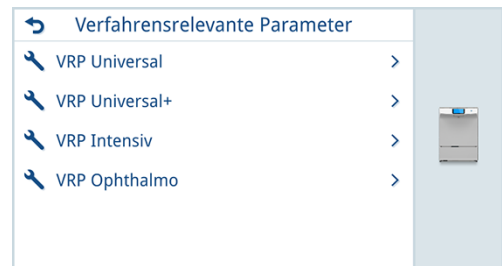 Verfahrensrelevante Parameter
VRP Universal
VRP Universal+
VRP Intensiv
VRP Ophthalmo